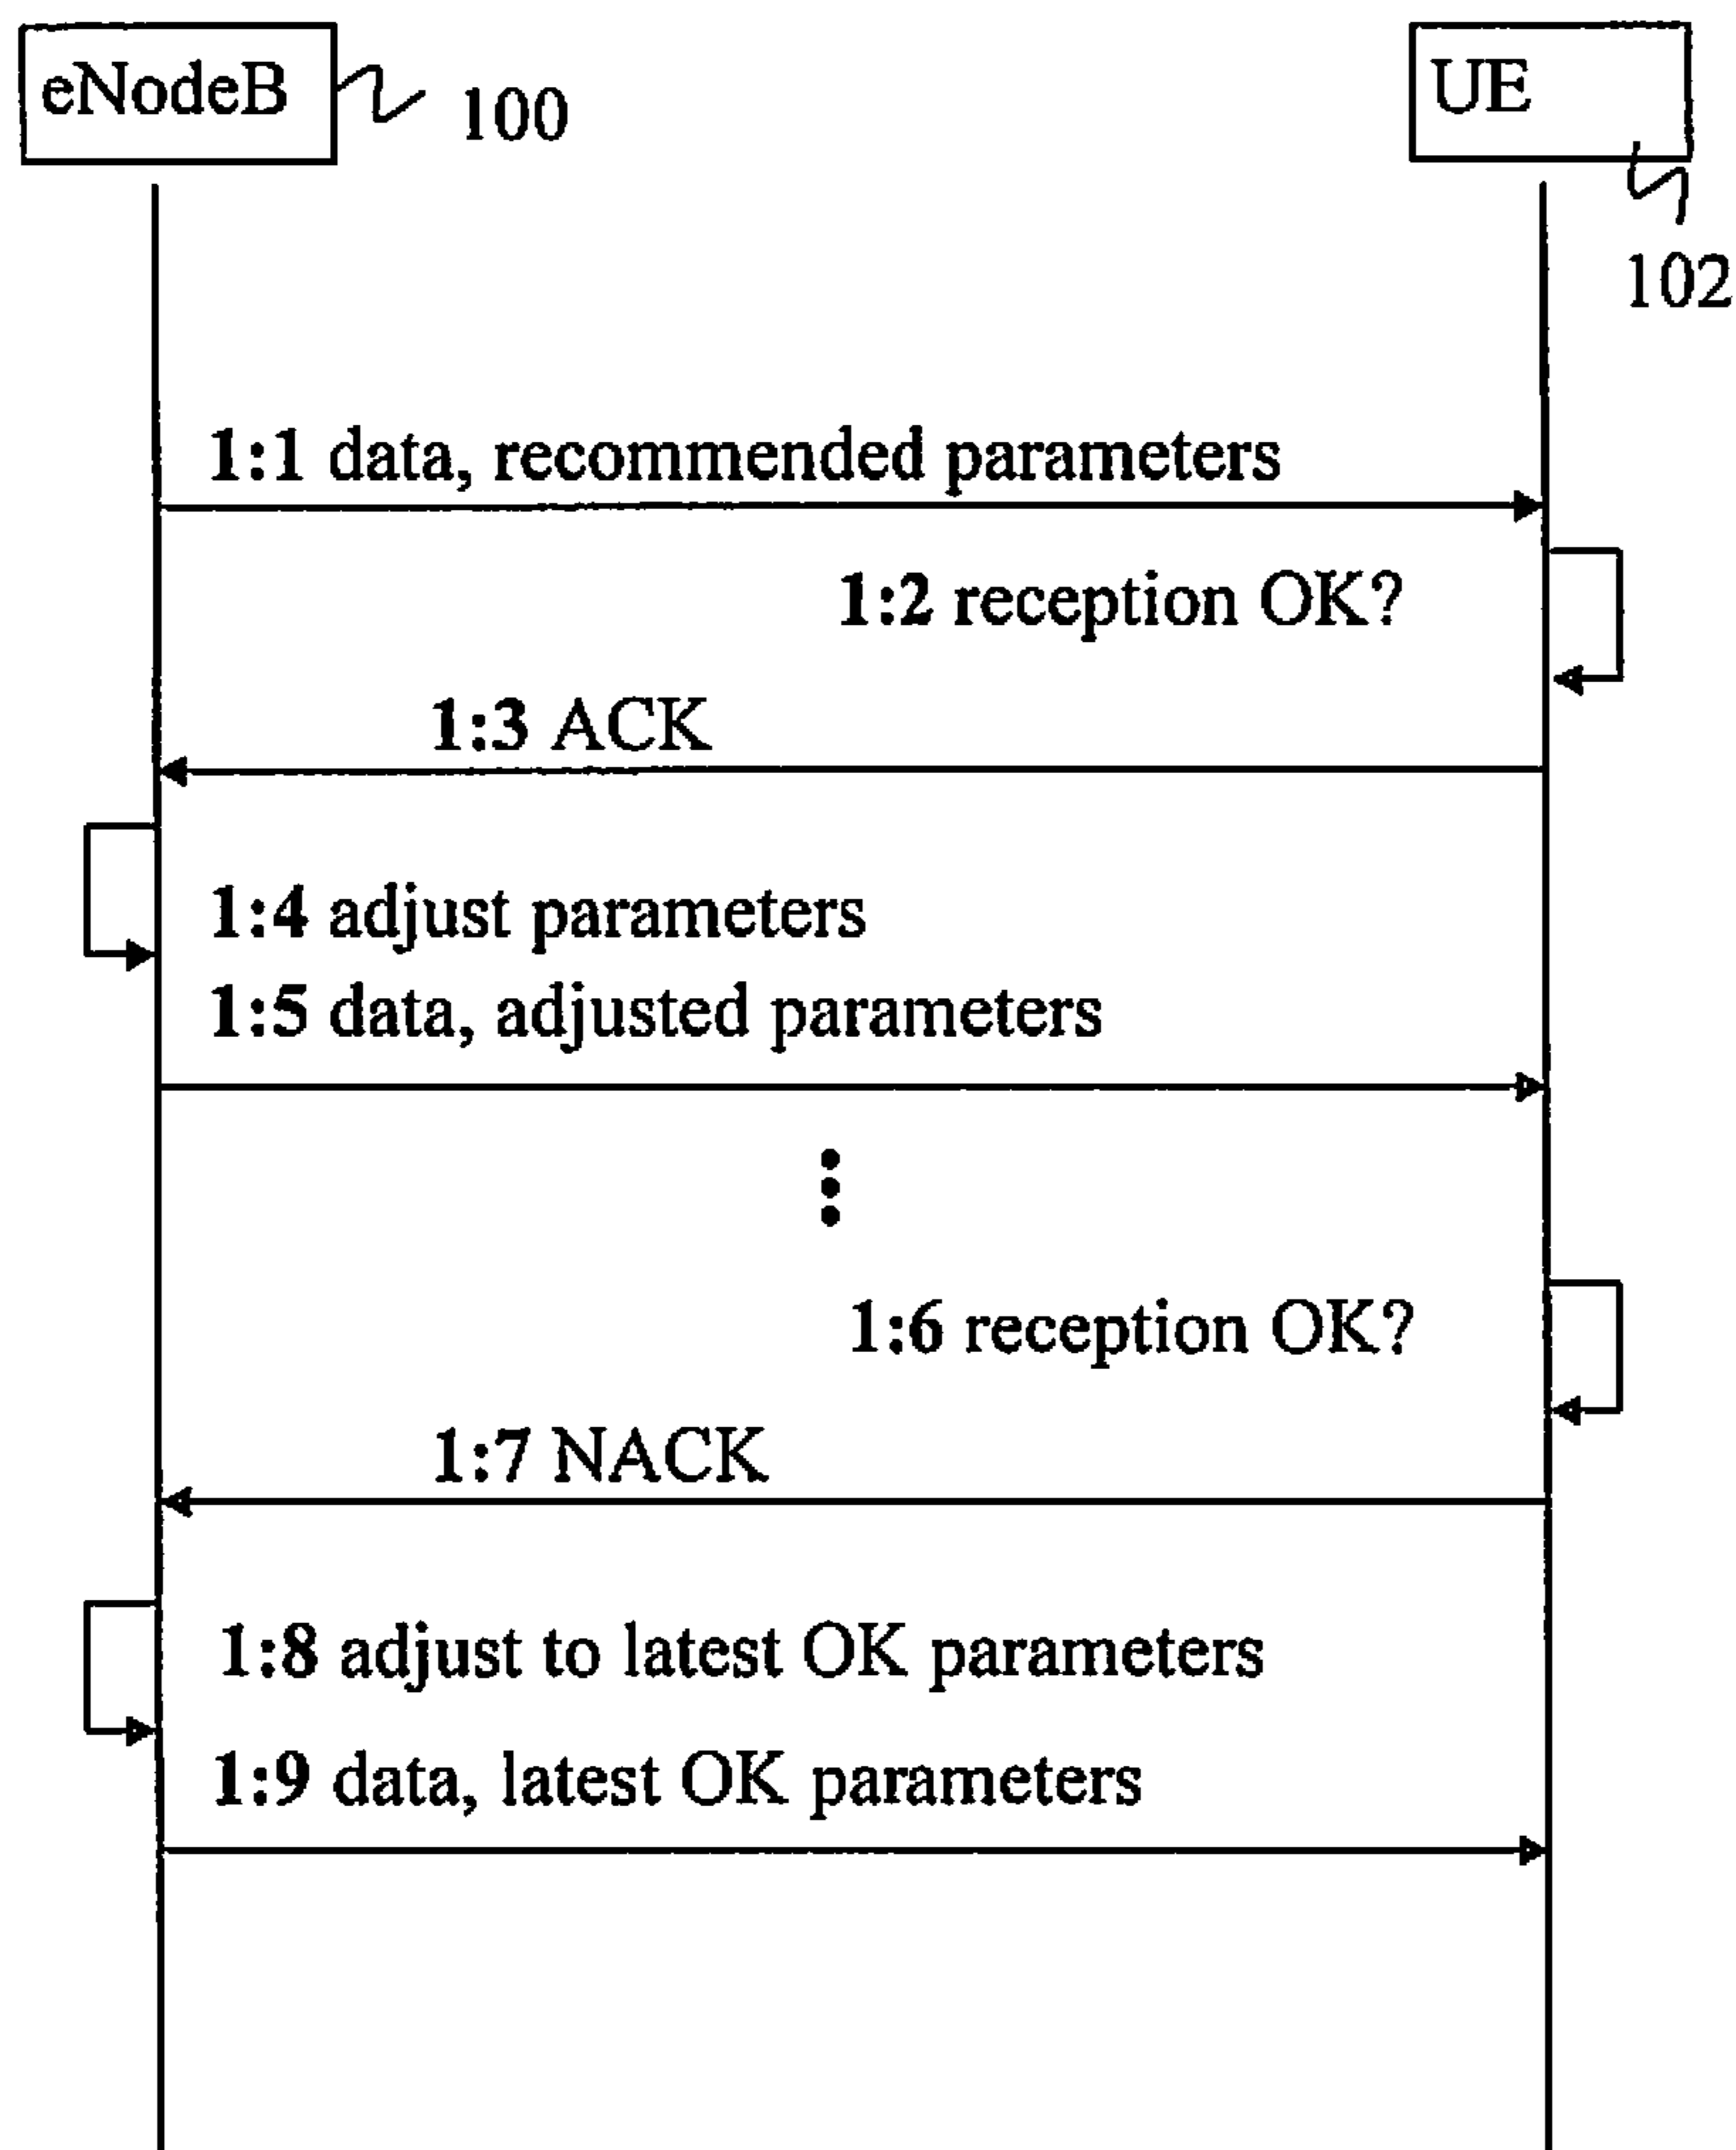 eNodeB
100
UE
102
1:1 data, recommended parameters
1:2 reception OK?
1:3 ACK
1:4 adjust parameters
1:5 data, adjusted parameters
1:6 reception OK?
1:7 NACK
1:8 adjust to latest OK parameters
1:9 data, latest OK parameters